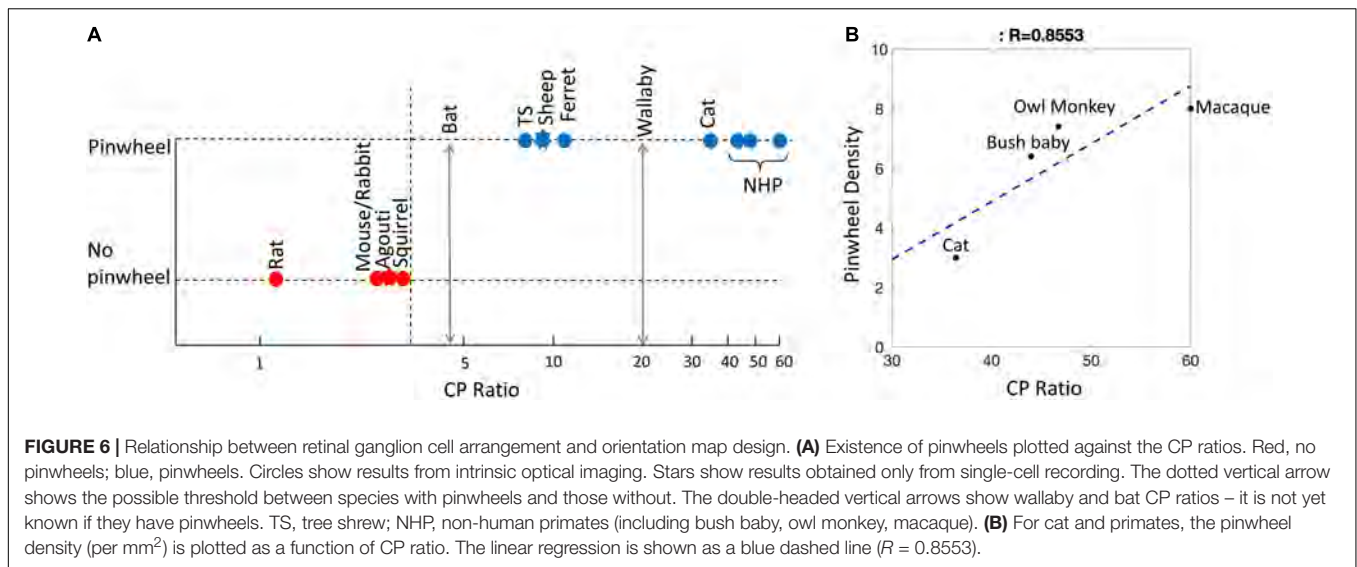 A
Pinwheel
No
pinwheel
Rat
Mouse/Rabbit
Agouti
Squirrel
Bat
TS
Sheep
Ferret
Wallaby
Cat
NHP
1
5
10
20
30
40
50
60
CP Ratio
B
: R=0.8553
Pinwheel Density
10
8
6
4
2
0
Owl Monkey
Macaque
Bush baby
Cat
30
40
50
60
CP Ratio
FIGURE 6 | Relationship between retinal ganglion cell arrangement and orientation map design. (A) Existence of pinwheels plotted against the CP ratios. Red, no
pinwheels; blue, pinwheels. Circles show results from intrinsic optical imaging. Stars show results obtained only from single-cell recording. The dotted vertical arrow
shows the possible threshold between species with pinwheels and those without. The double-headed vertical arrows show wallaby and bat CP ratios – it is not yet
known if they have pinwheels. TS, tree shrew; NHP, non-human primates (including bush baby, owl monkey, macaque). (B) For cat and primates, the pinwheel
density (per mm²) is plotted as a function of CP ratio. The linear regression is shown as a blue dashed line (R = 0.8553).